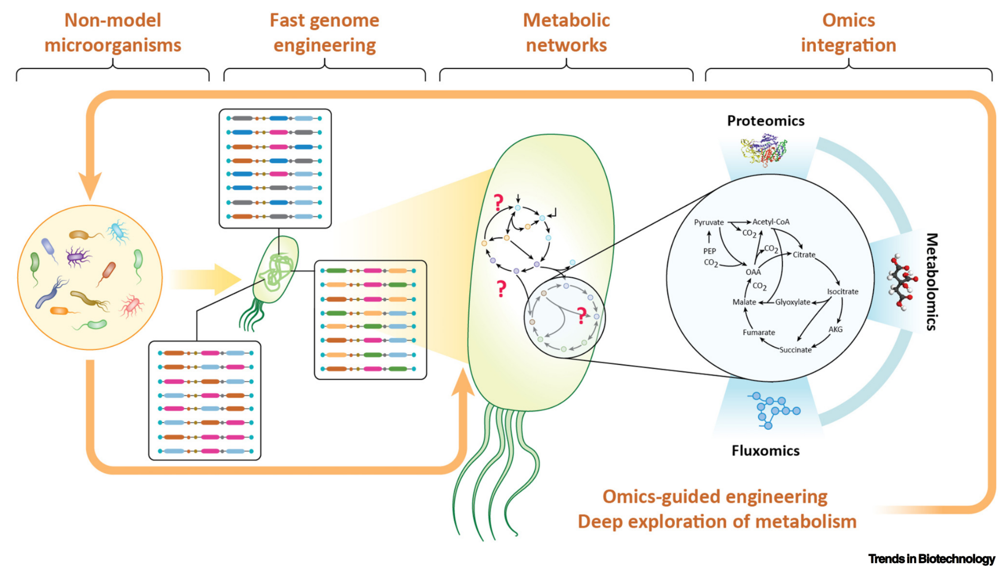 Non-model
microorganisms
Fast genome
engineering
Metabolic
networks
Omics
integration
Proteomics
?
?
?
Pyruvate
Acetyl-CoA
CO2
PEP
CO2
CO2
Citrate
OAA
CO2
Isocitrate
Malate
Glyoxylate
AKG
Fumarate
Succinate
Metabolomics
Fluxomics
Omics-guided engineering
Deep exploration of metabolism
Trends in Biotechnology